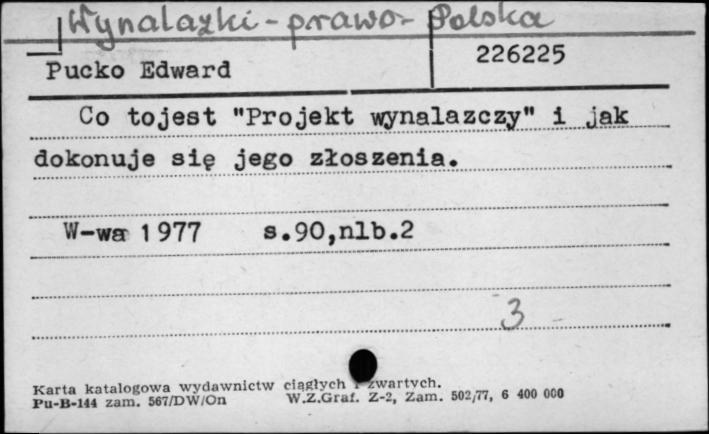 Wynalazki - prawo - Polska
Pucko Edward 226225
Co tojest "Projekt wynalazczy" i jak
dokonuje się jego złoszenia.
W-wa 1977 s.90,nlb.2
3
Karta katalogowa wydawnictw ciągłych i zwartych.
Pu-B-144 zam. 567/DW/On W.Z.Graf. Z-2, Zam. 502/77, 6 400 000